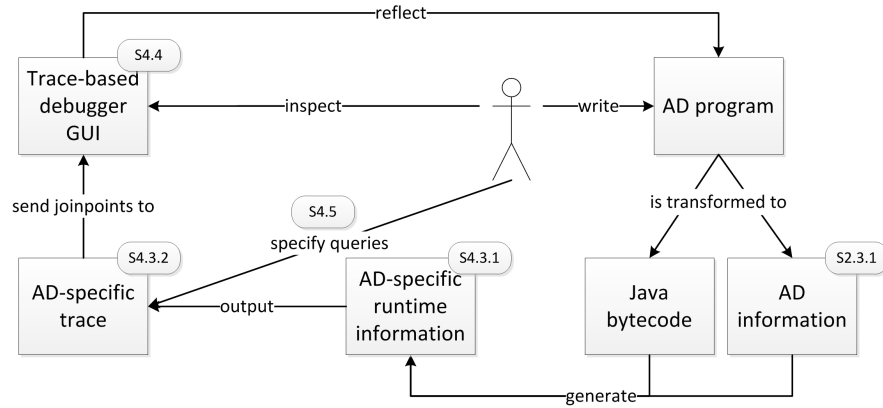 reflect
S4.4
Trace-based
debugger
GUI
inspect
write
AD program
send joinpoints to
S4.5
specify queries
is transformed to
S4.3.2
AD-specific
trace
output
S4.3.1
AD-specific
runtime
information
Java
bytecode
S2.3.1
AD
information
generate